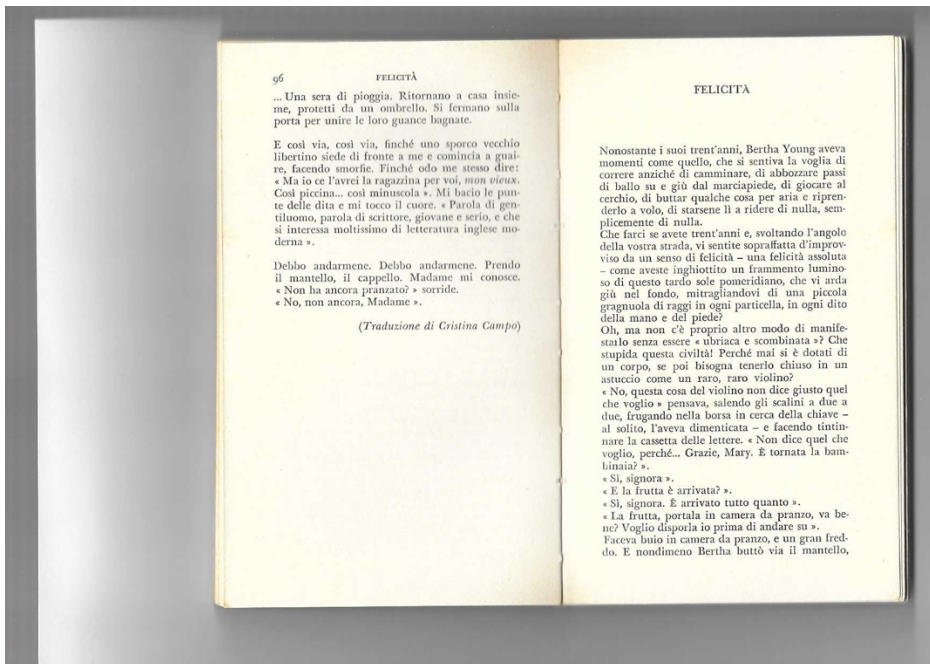 96 FELICITÀ
... Una sera di pioggia. Ritornano a casa insie-
me, protetti da un ombrello. Si fermano sulla
porta per unire le loro guance bagnate.
E così via, così via, finché uno sporco vecchio
libertino siede di fronte a me e comincia a guai-
re, facendo smorfie. Finché odo me stesso dire:
« Ma io ce l'avrei la ragazzina per voi, mon vieux.
Così piccina... così minuscola ». Mi bacio le pun-
te delle dita e mi tocco il cuore. « Parola di gen-
tiluomo, parola di scrittore, giovane e serio, e che
si interessa moltissimo di letteratura inglese mo-
derna ».
Debbo andarmene. Debbo andarmene. Prendo
il mantello, il cappello. Madame mi conosce.
« Non ha ancora pranzato? » sorride.
« No, non ancora, Madame ».
(Traduzione di Cristina Campo)
FELICITÀ
Nonostante i suoi trent'anni, Bertha Young aveva
momenti come quello, che si sentiva la voglia di
correre anziché di camminare, di abbozzare passi
di ballo su e giù dal marciapiede, di giocare al
cerchio, di buttar qualche cosa per aria e ripren-
derlo a volo, di starsene lì a ridere di nulla, sem-
plicemente di nulla.
Che farci se avete trent'anni e, svoltando l'angolo
della vostra strada, vi sentite sopraffatta d'improv-
viso da un senso di felicità – una felicità assoluta
– come aveste inghiottito un frammento lumino-
so di questo tardo sole pomeridiano, che vi arda
giù nel fondo, mitragliandovi di una piccola
gragnuola di raggi in ogni particella, in ogni dito
della mano e del piede?
Oh, ma non c'è proprio altro modo di manife-
starlo senza essere « ubriaca e scombinata »? Che
stupida questa civiltà! Perché mai si è dotati di
un corpo, se poi bisogna tenerlo chiuso in un
astuccio come un raro, raro violino?
« No, questa cosa del violino non dice giusto quel
che voglio » pensava, salendo gli scalini a due a
due, frugando nella borsa in cerca della chiave –
al solito, l'aveva dimenticata – e facendo tintin-
nare la cassetta delle lettere. « Non dice quel che
voglio, perché... Grazie, Mary. È tornata la bam-
binaia? ».
« Sì, signora ».
« E la frutta è arrivata? ».
« Sì, signora. È arrivato tutto quanto ».
« La frutta, portala in camera da pranzo, va be-
ne? Voglio disporla io prima di andare su ».
Faceva buio in camera da pranzo, e un gran fred-
do. E nondimeno Bertha buttò via il mantello,